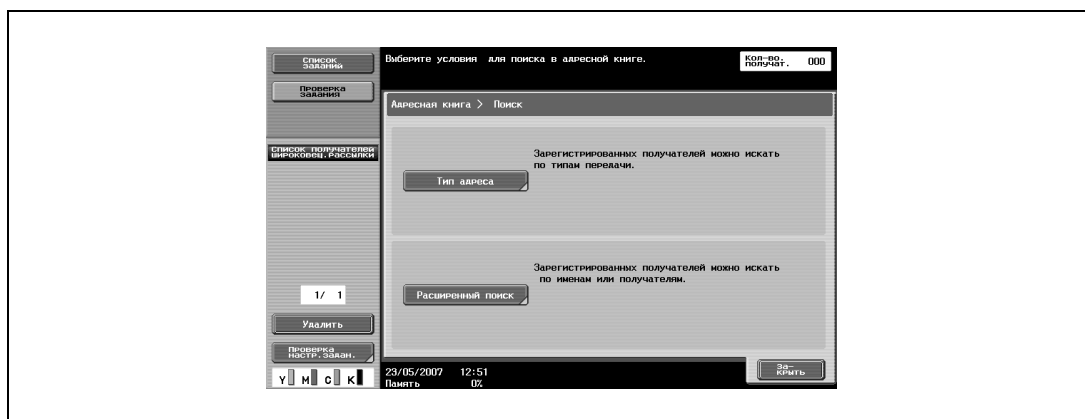 Список
заданий
Выберите условия для поиска в адресной книге.
Кол-во.
получат. 000
Проверка
задания
Адресная книга > Поиск
Список получателей
широковещ.рассылки
Зарегистрированных получателей можно искать
по типам передачи.
Тип адреса
Зарегистрированных получателей можно искать
по именам или получателям.
Расширенный поиск
1/ 1
Удалить
Проверка
настр.задан.
За-
крыть
Y M C K
23/05/2007 12:51
Память 0%